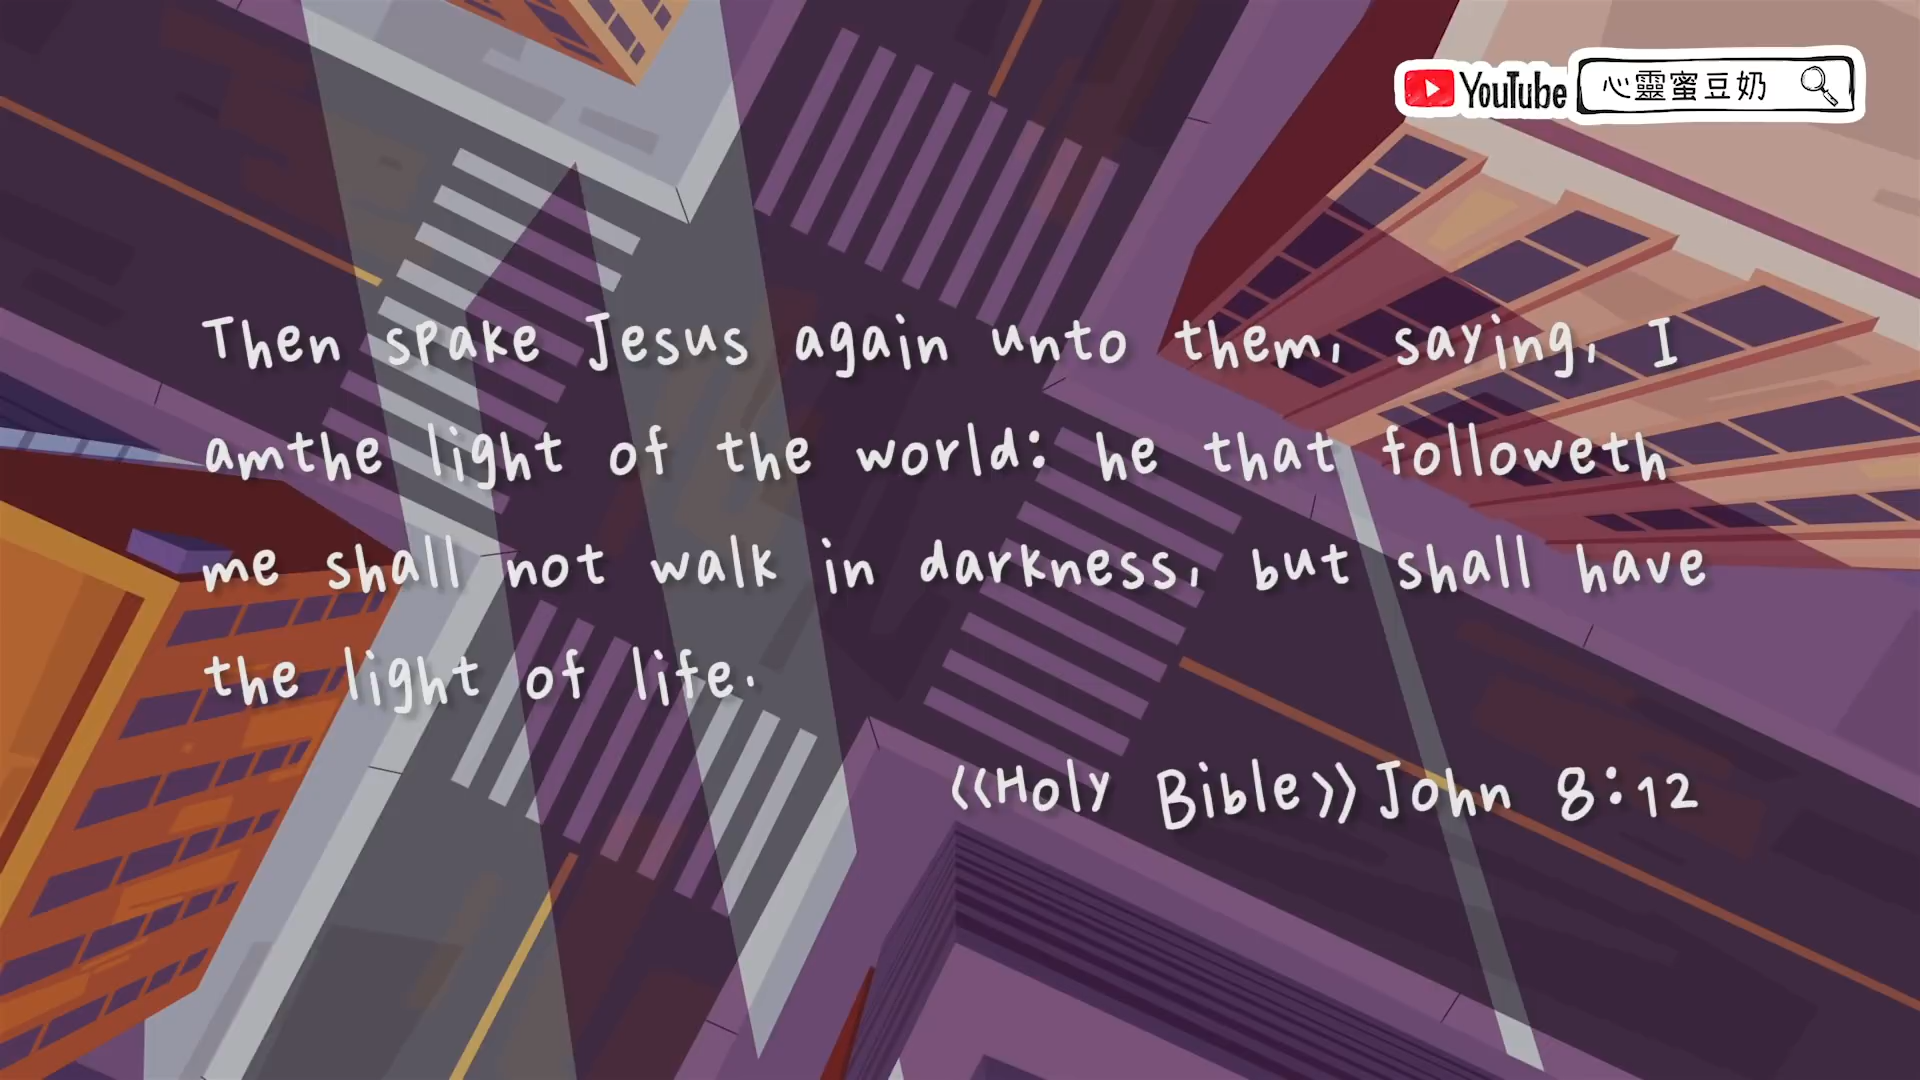 YouTube 心靈蜜豆奶
Then spake Jesus again unto them, saying, I
amthe light of the world: he that followeth
me shall not walk in darkness, but shall have
the light of life.
<<Holy Bible>>John 8:12